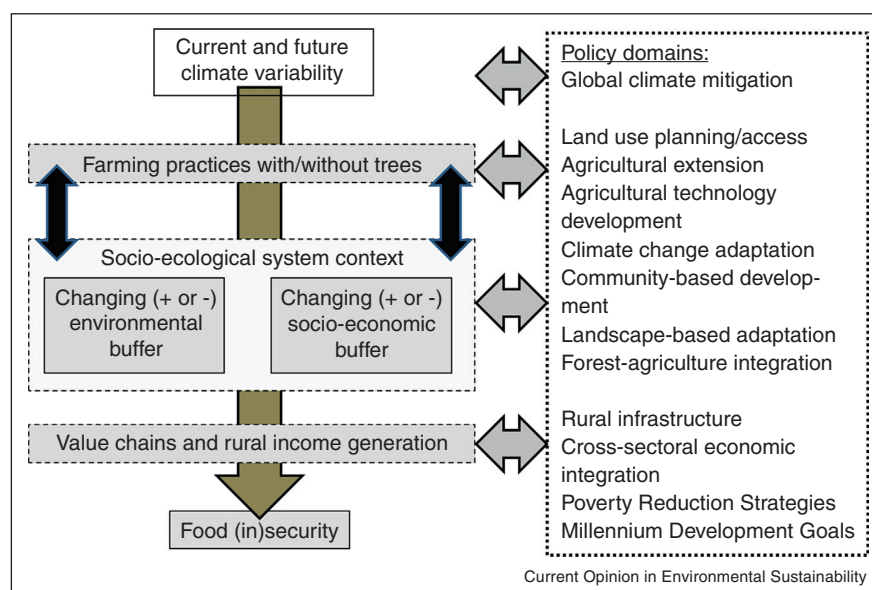 Current and future
climate variability
Farming practices with/without trees
Socio-ecological system context
Changing (+ or -)
environmental
buffer
Changing (+ or -)
socio-economic
buffer
Value chains and rural income generation
Food (in)security
Policy domains:
Global climate mitigation
Land use planning/access
Agricultural extension
Agricultural technology
development
Climate change adaptation
Community-based develop-
ment
Landscape-based adaptation
Forest-agriculture integration
Rural infrastructure
Cross-sectoral economic
integration
Poverty Reduction Strategies
Millennium Development Goals
Current Opinion in Environmental Sustainability